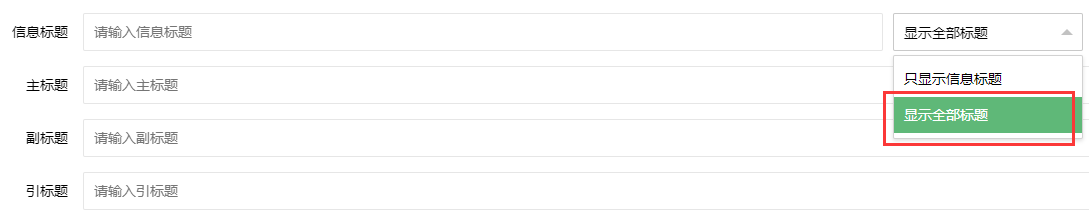 信息标题 请输入信息标题 显示全部标题
只显示信息标题
主标题 请输入主标题
显示全部标题
副标题 请输入副标题
引标题 请输入引标题